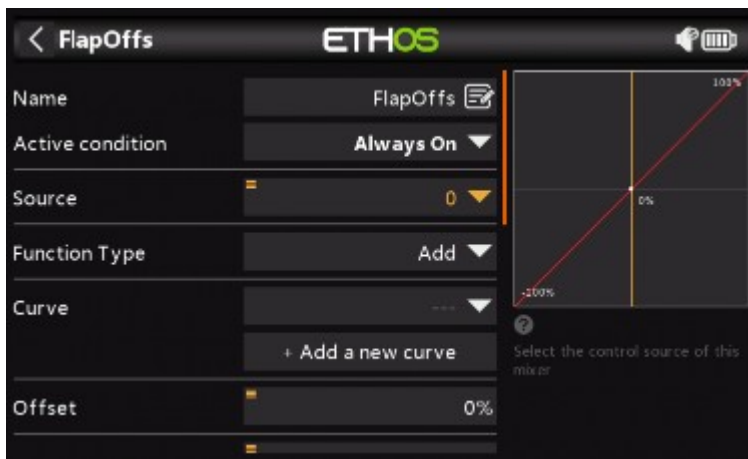 FlapOffs
ETHOS
Name
FlapOffs
Active condition
Always On
Source
0
Function Type
Add
Curve
---
+ Add a new curve
Offset
0%
100%
0%
-100%
?
Select the control source of this
mixer